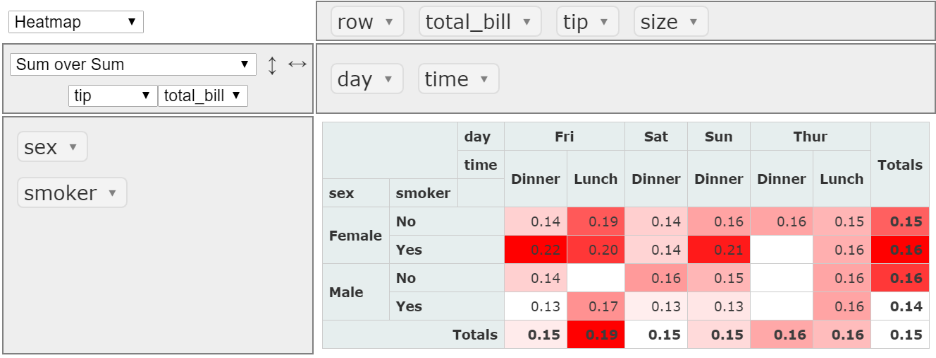 Heatmap
row total_bill tip size
Sum over Sum
tip total_bill
day time
sex
smoker
day Fri Sat Sun Thur Totals
time Dinner Lunch Dinner Dinner Dinner Lunch
sex smoker
Female No 0.14 0.19 0.14 0.16 0.16 0.15 0.15
Yes 0.22 0.20 0.14 0.21 0.16 0.16
Male No 0.14 0.16 0.15 0.16 0.16
Yes 0.13 0.17 0.13 0.13 0.16 0.14
Totals 0.15 0.19 0.15 0.15 0.16 0.16 0.15